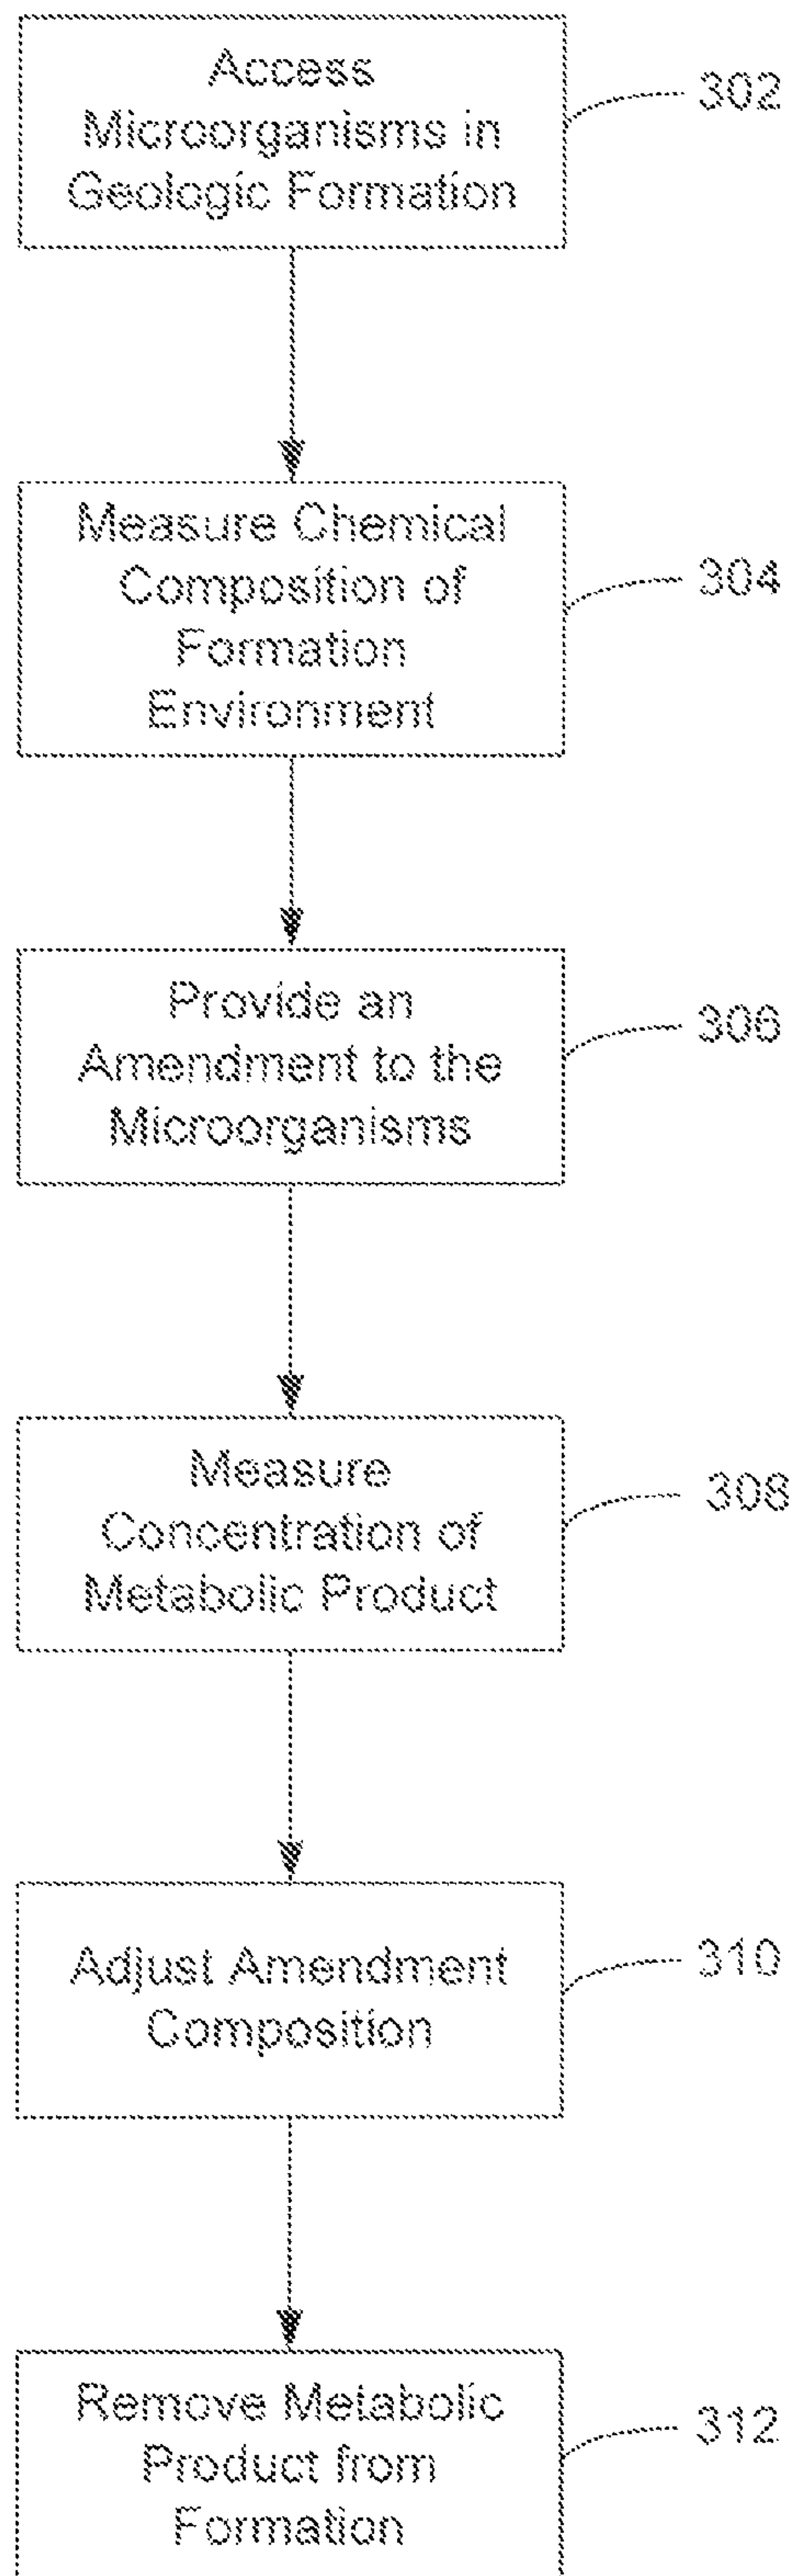 Access
Microorganisms in
Geologic Formation
302
Measure Chemical
Composition of
Formation
Environment
304
Provide an
Amendment to the
Microorganisms
306
Measure
Concentration of
Metabolic Product
308
Adjust Amendment
Composition
310
Remove Metabolic
Product from
Formation
312